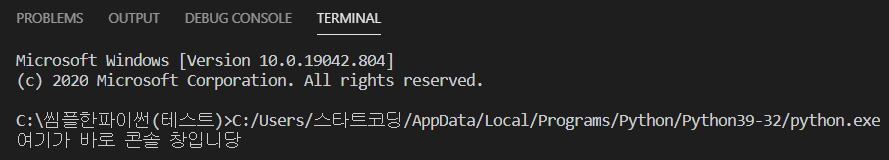 PROBLEMS OUTPUT DEBUG CONSOLE TERMINAL
Microsoft Windows [Version 10.0.19042.804]
(c) 2020 Microsoft Corporation. All rights reserved.
C:\씸플한파이썬(테스트)>C:/Users/스타트코딩/AppData/Local/Programs/Python/Python39-32/python.exe
여기가 바로 콘솔 창입니당